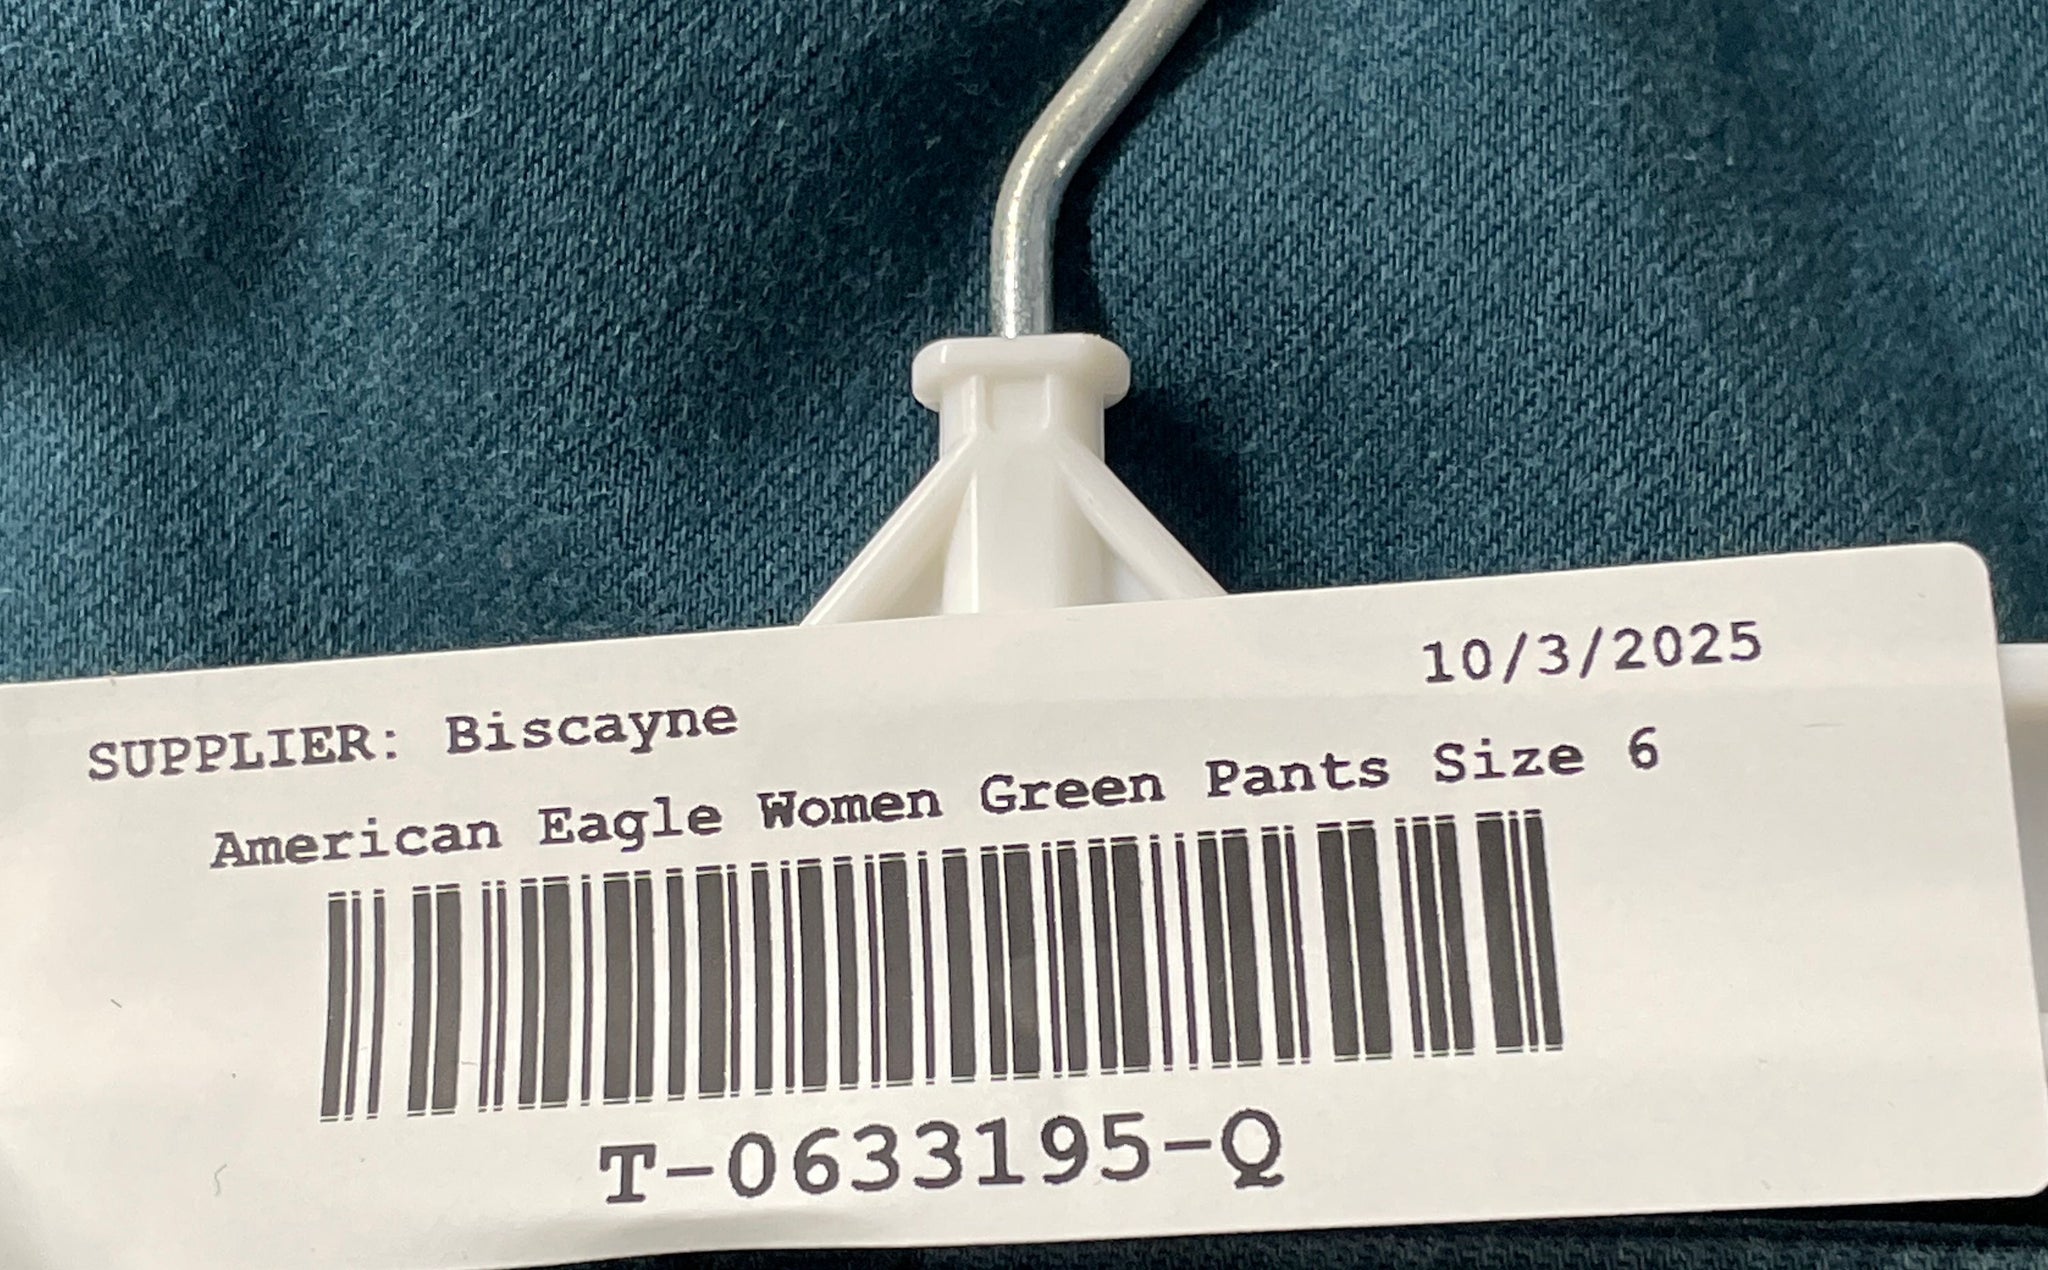 10/3/2025
SUPPLIER: Biscayne
American Eagle Women Green Pants Size 6
T-0633195-Q